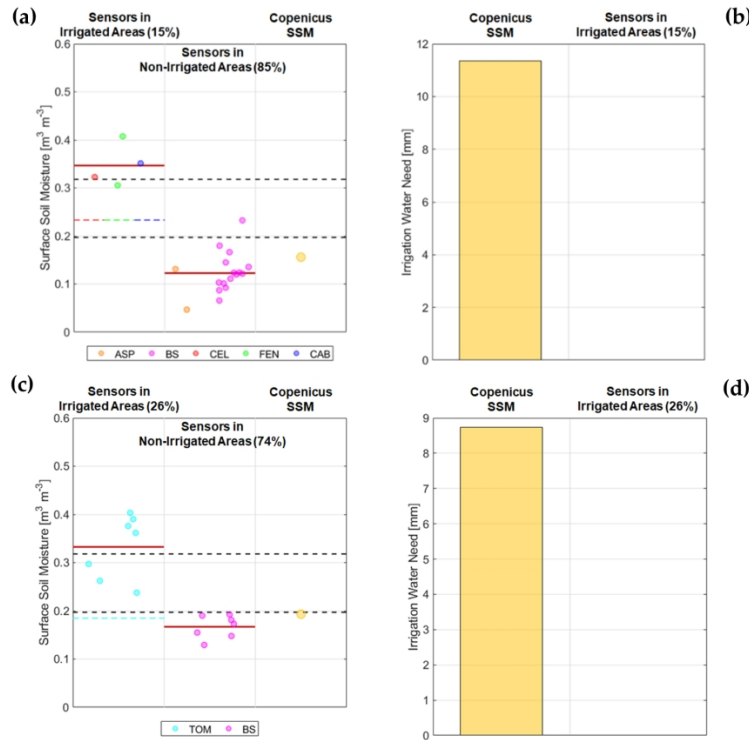 (a)
Sensors in
Irrigated Areas (15%)
Copenicus
SSM
Sensors in
Non-Irrigated Areas (85%)
Surface Soil Moisture [m³ m⁻³]
0.6
0.5
0.4
0.3
0.2
0.1
0
ASP BS CEL FEN CAB
(b)
Copenicus
SSM
Sensors in
Irrigated Areas (15%)
Irrigation Water Need [mm]
12
10
8
6
4
2
0
(c)
Sensors in
Irrigated Areas (26%)
Copenicus
SSM
Sensors in
Non-Irrigated Areas (74%)
Surface Soil Moisture [m³ m⁻³]
0.6
0.5
0.4
0.3
0.2
0.1
0
TOM BS
(d)
Copenicus
SSM
Sensors in
Irrigated Areas (26%)
Irrigation Water Need [mm]
9
8
7
6
5
4
3
2
1
0